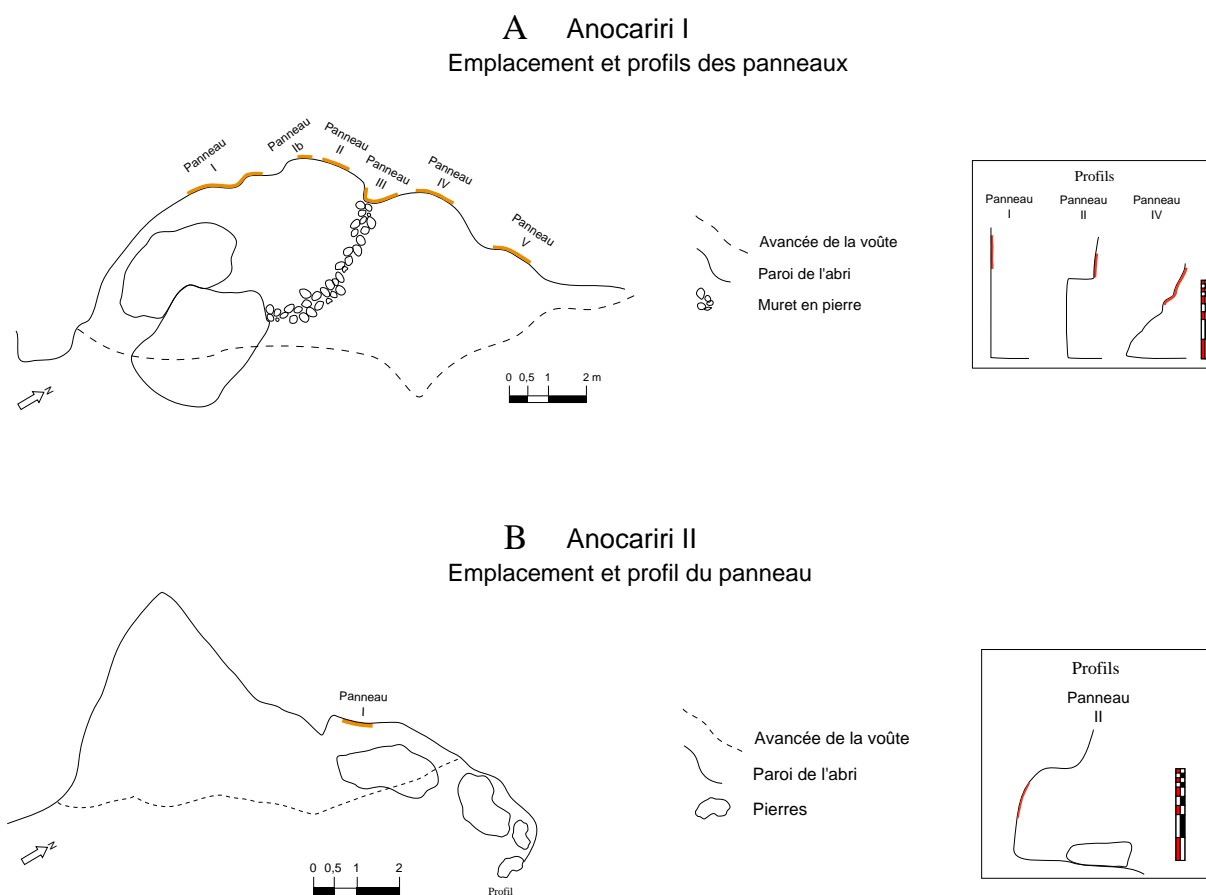 A Anocariri I
Emplacement et profils des panneaux
Panneau
I
Panneau
Ib
Panneau
II
Panneau
III
Panneau
IV
Panneau
V
N
0 0,5 1 2 m
Avancée de la voûte
Paroi de l'abri
Muret en pierre
Profils
Panneau
I
Panneau
II
Panneau
IV
B Anocariri II
Emplacement et profil du panneau
Panneau
I
N
0 0,5 1 2
Profil
Avancée de la voûte
Paroi de l'abri
Pierres
Profils
Panneau
II